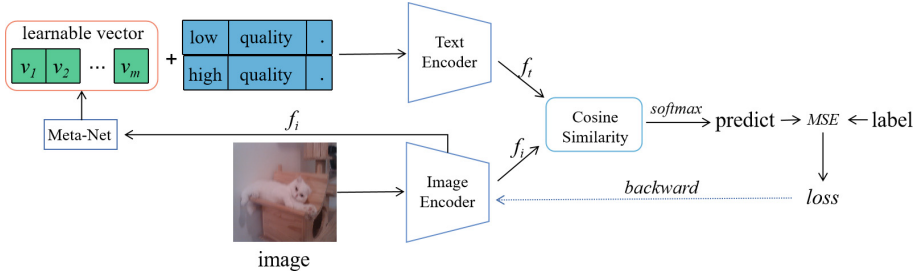 learnable vector
v1 v2 ... vm
+
low quality .
high quality .
Text
Encoder
ft
Meta-Net
fi
Image
Encoder
fi
image
Cosine
Similarity
softmax
predict
MSE
label
backward
loss